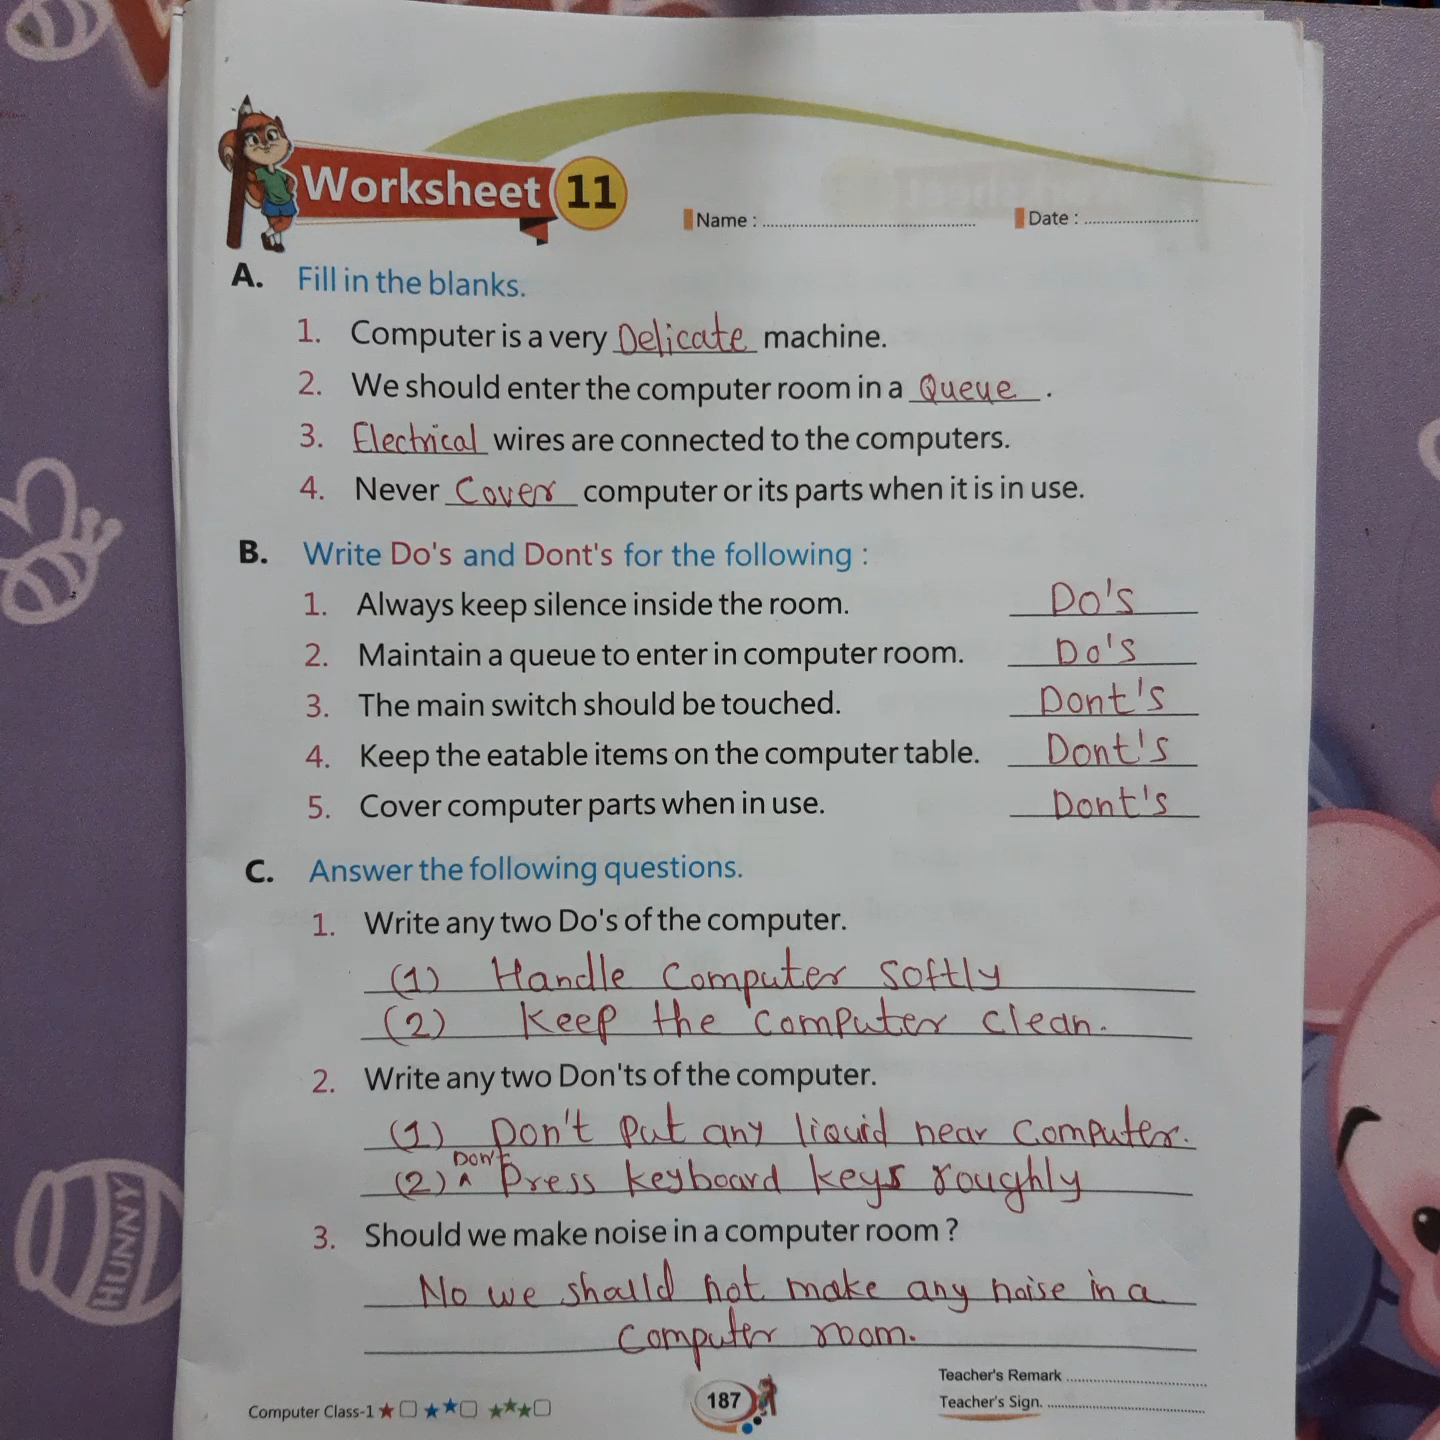 Worksheet 11
Name : Date :
A. Fill in the blanks.
1. Computer is a very Delicate machine.
2. We should enter the computer room in a Queue .
3. Electrical wires are connected to the computers.
4. Never Cover computer or its parts when it is in use.
B. Write Do's and Dont's for the following :
1. Always keep silence inside the room. Do's
2. Maintain a queue to enter in computer room. Do's
3. The main switch should be touched. Dont's
4. Keep the eatable items on the computer table. Dont's
5. Cover computer parts when in use. Dont's
C. Answer the following questions.
1. Write any two Do's of the computer.
(1) Handle Computer Softly
(2) Keep the Computer clean.
2. Write any two Don'ts of the computer.
(1) Don't Put any liquid near Computer.
(2) Don't Press keyboard keys roughly
3. Should we make noise in a computer room ?
No we should not make any noise in a
Computer room.
Teacher's Remark
Computer Class-1 187 Teacher's Sign.
HUNNY